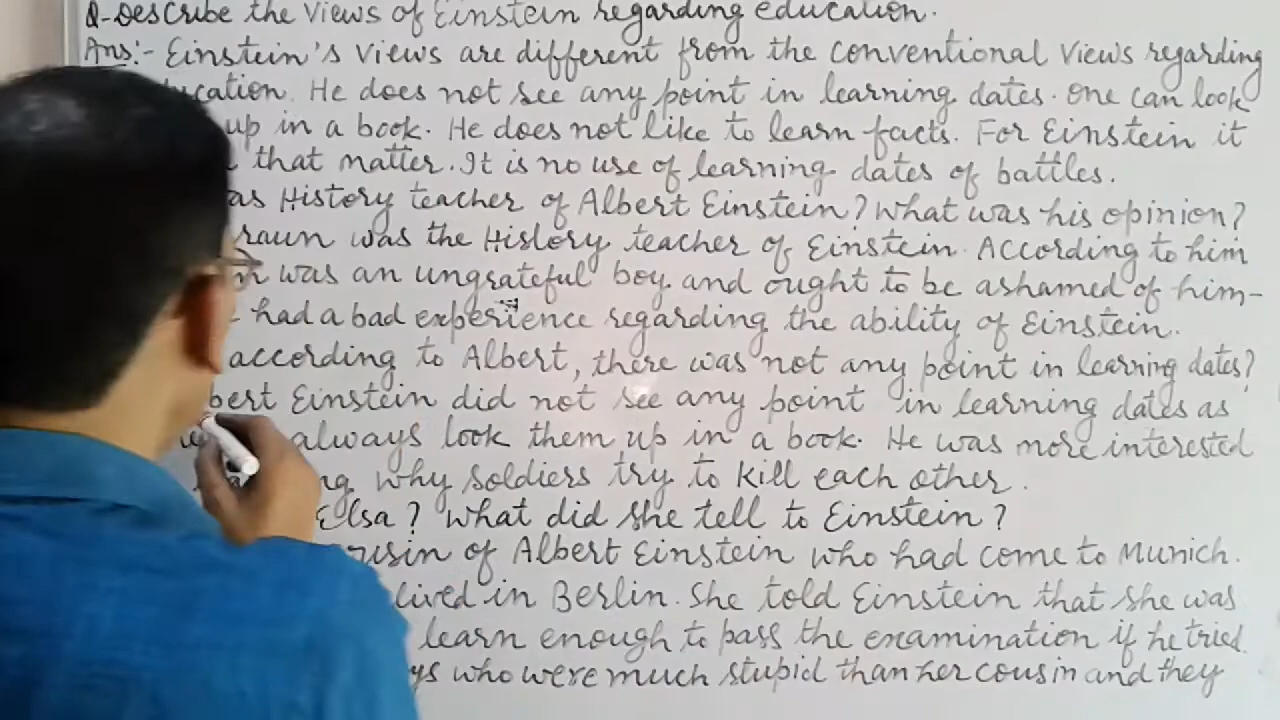 Q- Describe the views of Einstein regarding education.
Ans:- Einstein's views are different from the conventional views regarding
He does not see any point in learning dates. One can look
up in a book. He does not like to learn facts. For Einstein it
that matter. It is no use of learning dates of battles.
as History teacher of Albert Einstein? What was his opinion?
raun was the History teacher of Einstein. According to him
was an ungrateful boy and ought to be ashamed of him-
had a bad experience regarding the ability of Einstein.
according to Albert, there was not any point in learning dates?
bert Einstein did not see any point in learning dates as
always look them up in a book. He was more interested
ng why soldiers try to kill each other.
Elsa? What did she tell to Einstein?
ousin of Albert Einstein who had come to Munich.
lived in Berlin. She told Einstein that she was
learn enough to pass the examination if he tried.
ys who were much stupid than her cousin and they